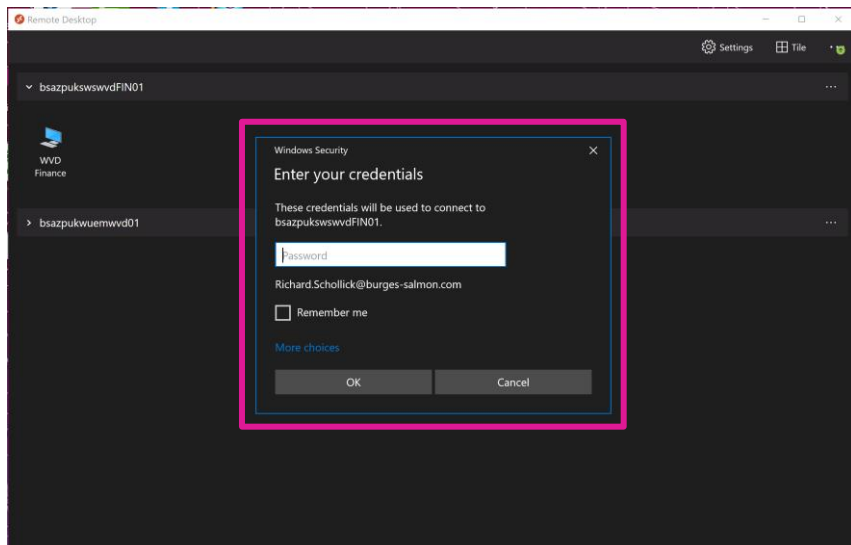 Remote Desktop
Settings
Tile
bsazpukswswvdFIN01
WVD
Finance
Windows Security
Enter your credentials
These credentials will be used to connect to
bsazpukswswvdFIN01.
Password
Richard.Schollick@burges-salmon.com
Remember me
More choices
OK
Cancel
bsazpukwuemwvd01